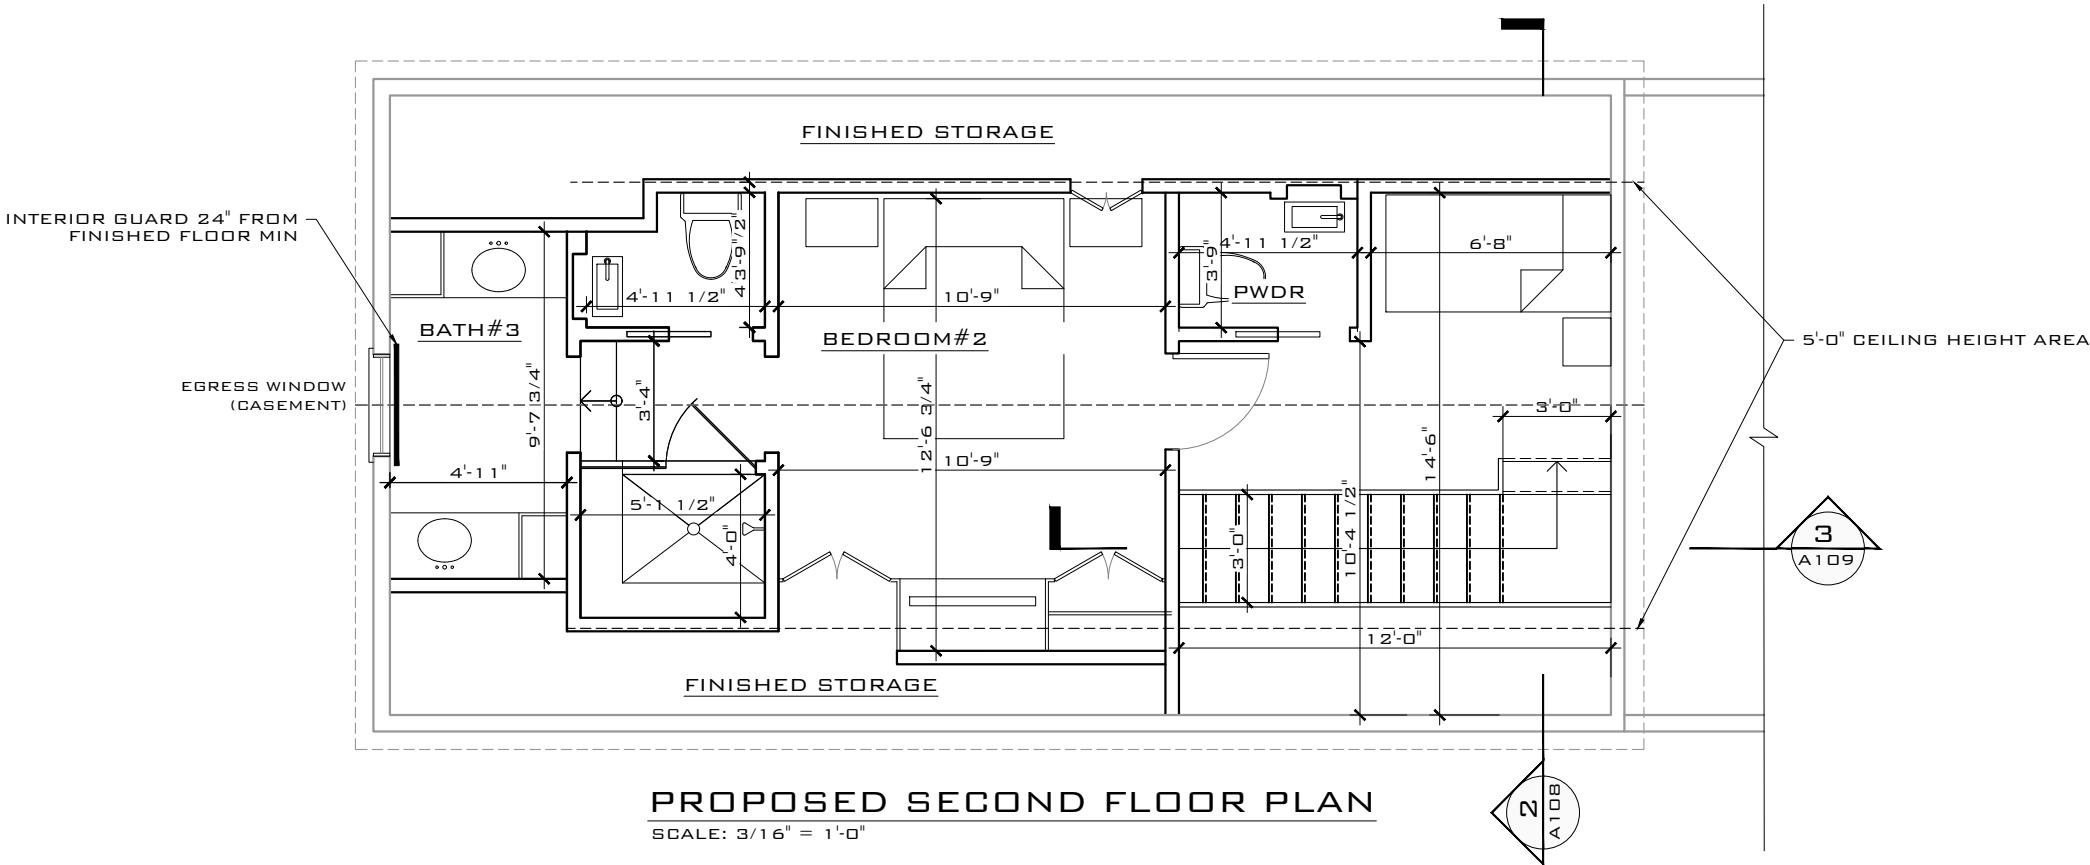 FINISHED STORAGE
INTERIOR GUARD 24" FROM
FINISHED FLOOR MIN
4'3'-9"/2"
3'-9"
4'-11 1/2"
6'-8"
4'-11 1/2"
10'-9"
PWDR
BATH#3
BEDROOM#2
5'-0" CEILING HEIGHT AREA
EGRESS WINDOW
(CASEMENT)
9'-7 3/4"
3'-4"
12'-6 3/4"
3'-0"
14'-6"
4'-11"
10'-9"
5'-1 1/2"
4'-0"
3'-0"
10'-4 1/2"
3
A109
12'-0"
FINISHED STORAGE
PROPOSED SECOND FLOOR PLAN
SCALE: 3/16" = 1'-0"
2
A108